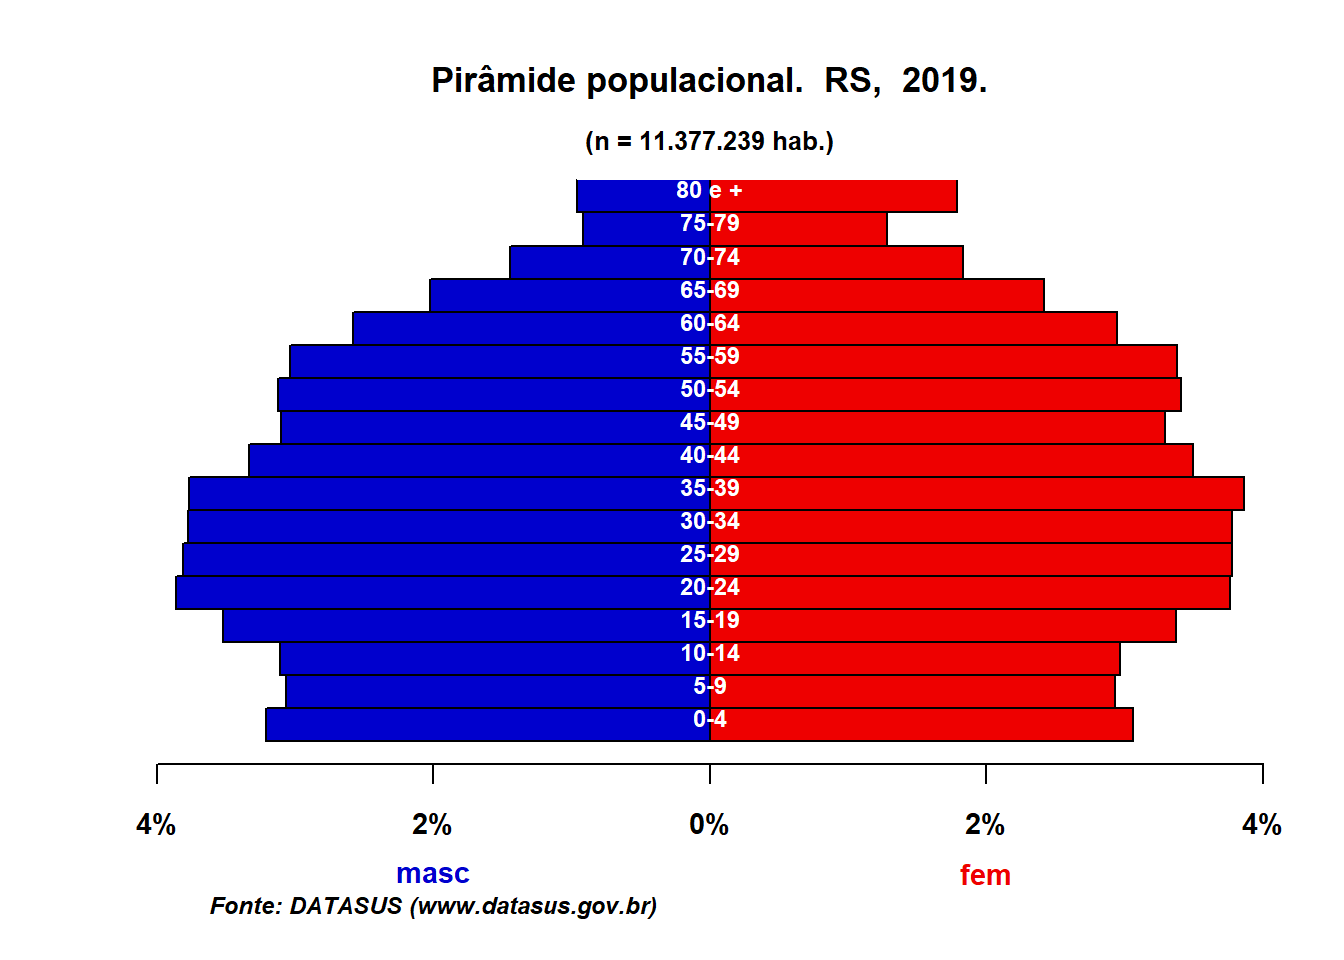 Pirâmide populacional.  RS,  2019.
(n = 11.377.239 hab.)
80 e +
75-79
70-74
65-69
60-64
55-59
50-54
45-49
40-44
35-39
30-34
25-29
20-24
15-19
10-14
5-9
0-4
4% 2% 0% 2% 4%
masc fem
Fonte: DATASUS (www.datasus.gov.br)